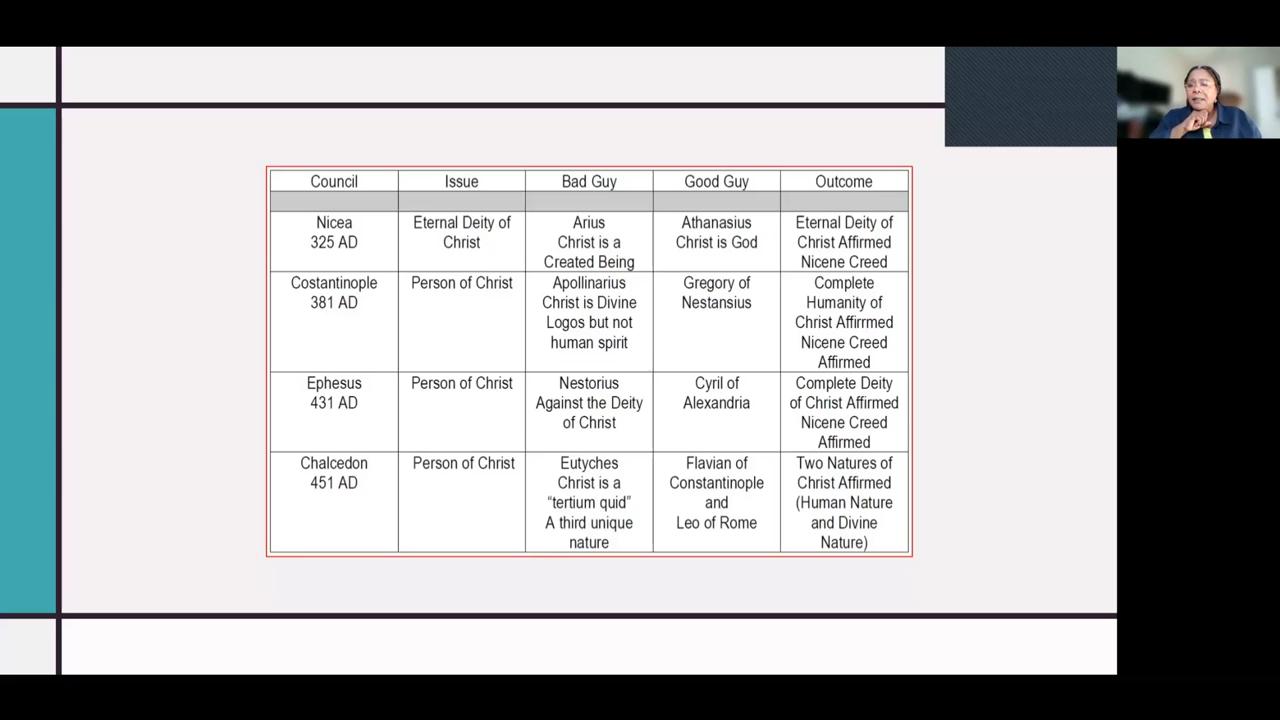 Council Issue Bad Guy Good Guy Outcome
Nicea Eternal Deity of Arius Athanasius Eternal Deity of
325 AD Christ Christ is a Christ is God Christ Affirmed
Created Being Nicene Creed
Costantinople Person of Christ Apollinarius Gregory of Complete
381 AD Christ is Divine Nestansius Humanity of
Logos but not Christ Affirrmed
human spirit Nicene Creed
Affirmed
Ephesus Person of Christ Nestorius Cyril of Complete Deity
431 AD Against the Deity Alexandria of Christ Affirmed
of Christ Nicene Creed
Affirmed
Chalcedon Person of Christ Eutyches Flavian of Two Natures of
451 AD Christ is a Constantinople Christ Affirmed
“tertium quid” and (Human Nature
A third unique Leo of Rome and Divine
nature Nature)